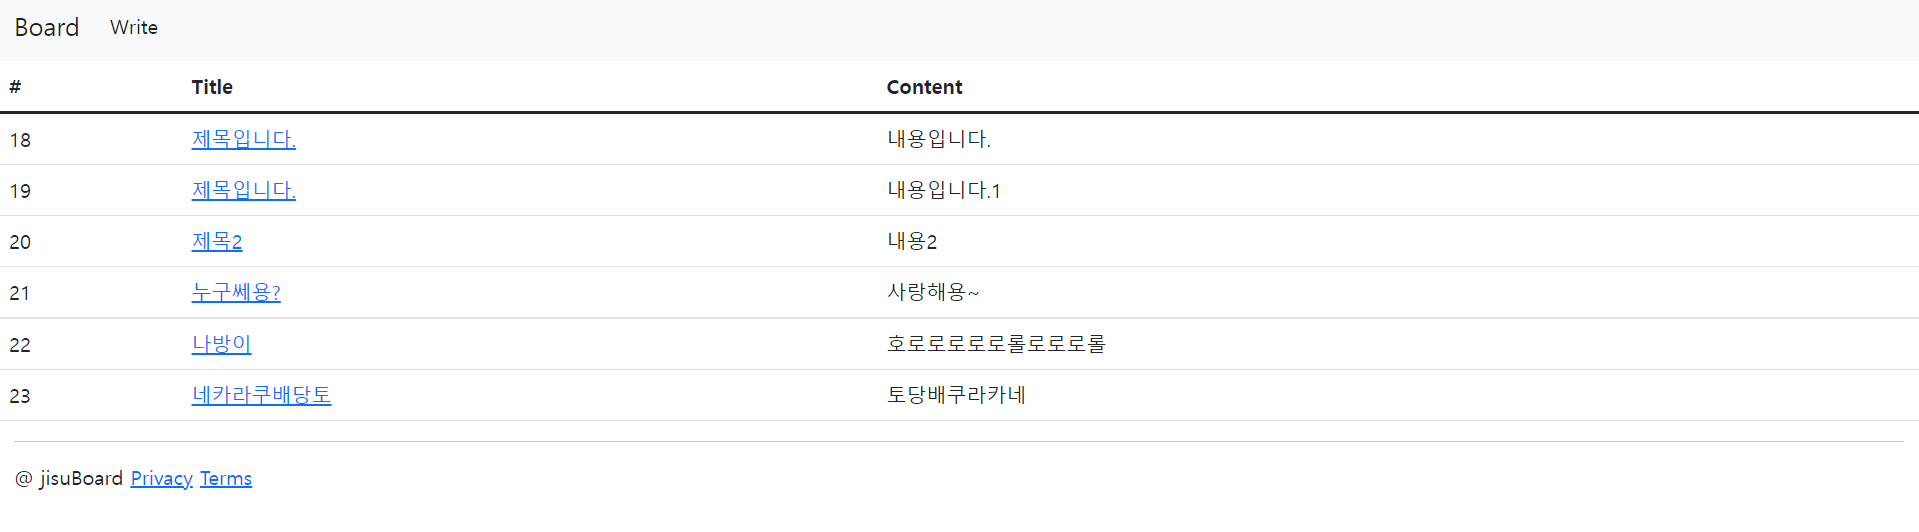 Board Write
# Title Content
18 제목입니다. 내용입니다.
19 제목입니다. 내용입니다.1
20 제목2 내용2
21 누구쎄용? 사랑해용~
22 나방이 호로로로로로롤로로로롤
23 네카라쿠배당토 토당배쿠라카네
@ jisuBoard Privacy Terms